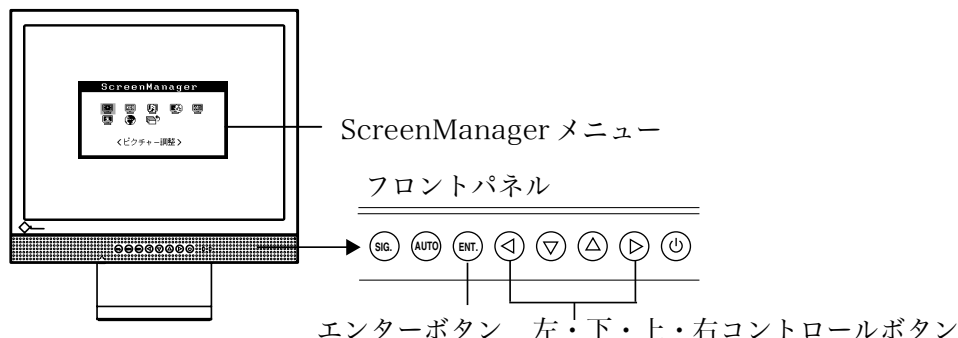 ScreenManager
<ピクチャー調整>
ScreenManager メニュー
フロントパネル
SIG. AUTO ENT.
エンターボタン 左・下・上・右コントロールボタン